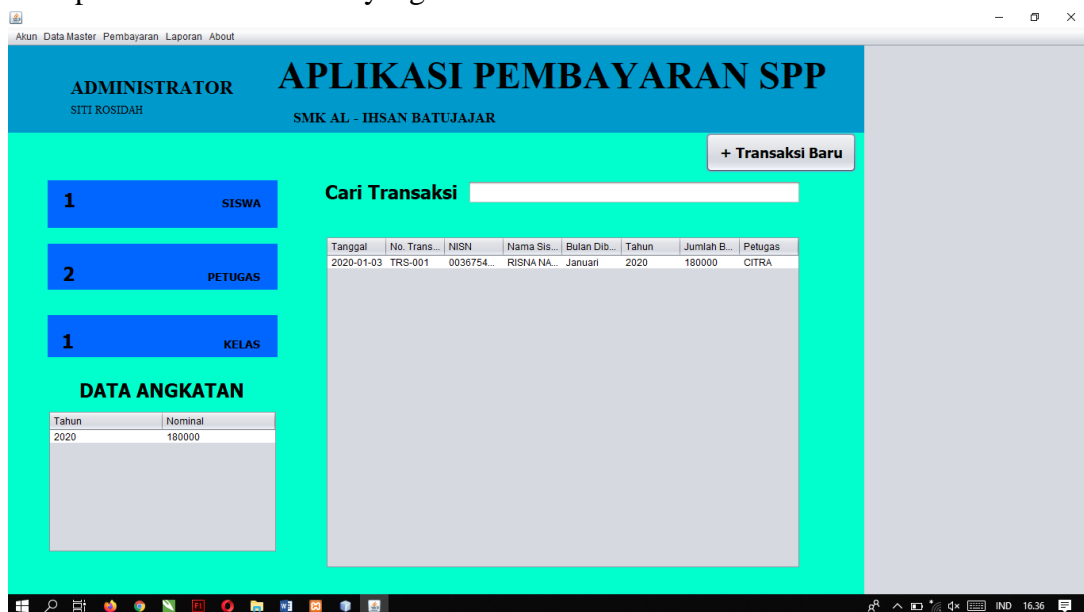 Akun Data Master Pembayaran Laporan About
APLIKASI PEMBAYARAN SPP
ADMINISTRATOR
SITI ROSIDAH
SMK AL - IHSAN BATUJAJAR
+ Transaksi Baru
Cari Transaksi
1 SISWA
2 PETUGAS
1 KELAS
DATA ANGKATAN
Tahun Nominal
2020 180000
Tanggal No. Trans... NISN Nama Sis... Bulan Dib... Tahun Jumlah B... Petugas
2020-01-03 TRS-001 0036754... RISNA NA... Januari 2020 180000 CITRA
IND 16.36